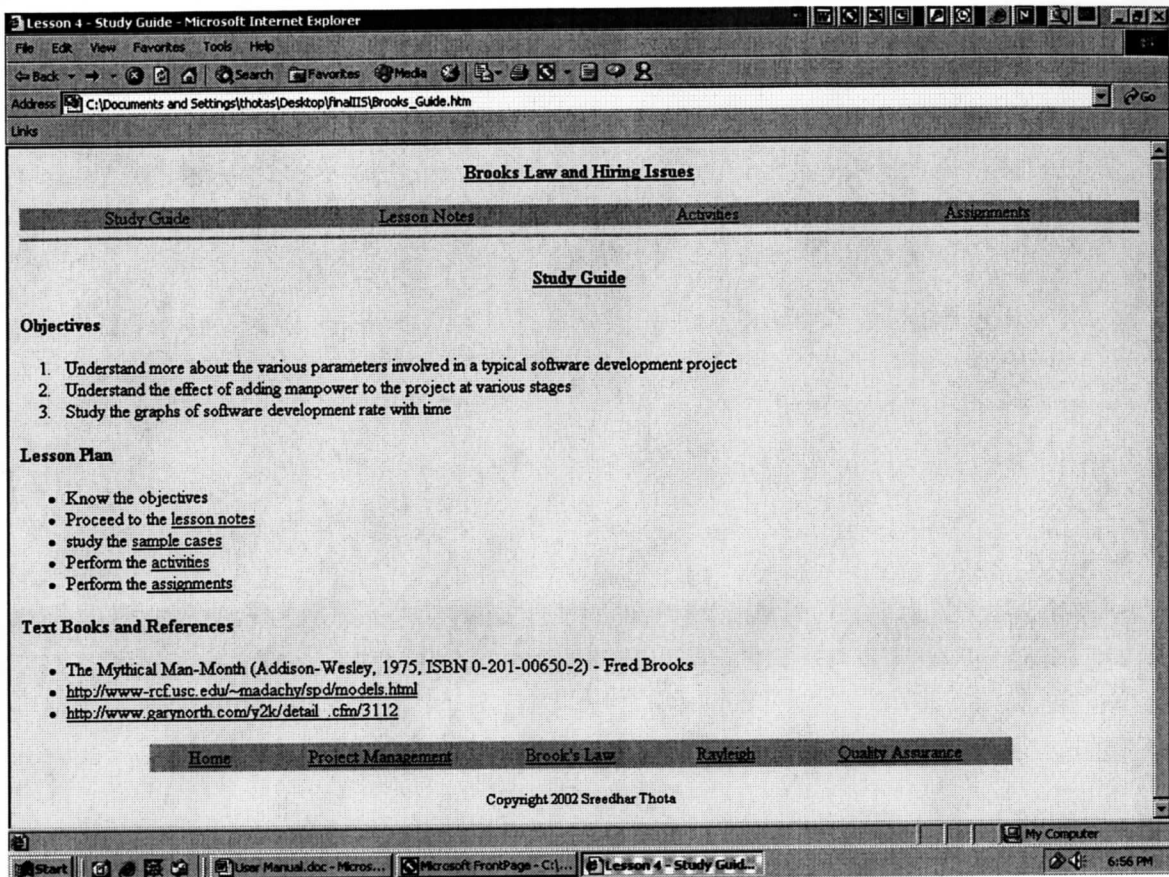 Lesson 4 - Study Guide - Microsoft Internet Explorer
File Edit View Favorites Tools Help
Back Search Favorites Media
Address C:\Documents and Settings\thotas\Desktop\finalIIS\Brooks_Guide.htm Go
Links
Brooks Law and Hiring Issues
Study Guide Lesson Notes Activities Assignments
Study Guide
Objectives
1. Understand more about the various parameters involved in a typical software development project
2. Understand the effect of adding manpower to the project at various stages
3. Study the graphs of software development rate with time
Lesson Plan
• Know the objectives
• Proceed to the lesson notes
• study the sample cases
• Perform the activities
• Perform the assignments
Text Books and References
• The Mythical Man-Month (Addison-Wesley, 1975, ISBN 0-201-00650-2) - Fred Brooks
• http://www-rcf.usc.edu/~madachy/spd/models.html
• http://www.garynorth.com/y2k/detail_.cfm/3112
Home Project Management Brook's Law Rayleigh Quality Assurance
Copyright 2002 Sreedhar Thota
My Computer
Start User Manual.doc - Micros... Microsoft FrontPage - C:\... Lesson 4 - Study Guid... 6:56 PM